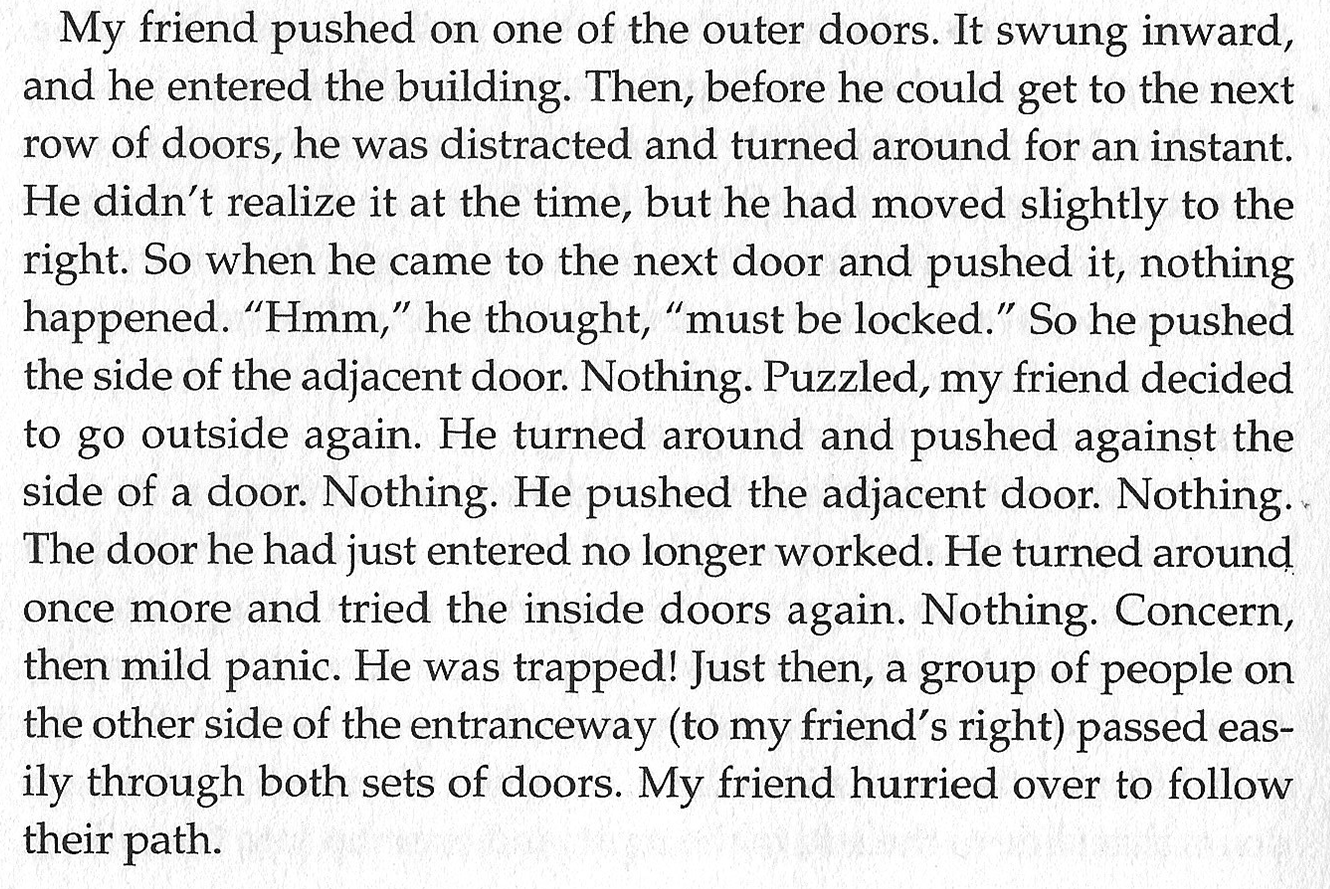 My friend pushed on one of the outer doors. It swung inward,
and he entered the building. Then, before he could get to the next
row of doors, he was distracted and turned around for an instant.
He didn’t realize it at the time, but he had moved slightly to the
right. So when he came to the next door and pushed it, nothing
happened. “Hmm,” he thought, “must be locked.” So he pushed
the side of the adjacent door. Nothing. Puzzled, my friend decided
to go outside again. He turned around and pushed against the
side of a door. Nothing. He pushed the adjacent door. Nothing.
The door he had just entered no longer worked. He turned around
once more and tried the inside doors again. Nothing. Concern,
then mild panic. He was trapped! Just then, a group of people on
the other side of the entranceway (to my friend’s right) passed eas-
ily through both sets of doors. My friend hurried over to follow
their path.